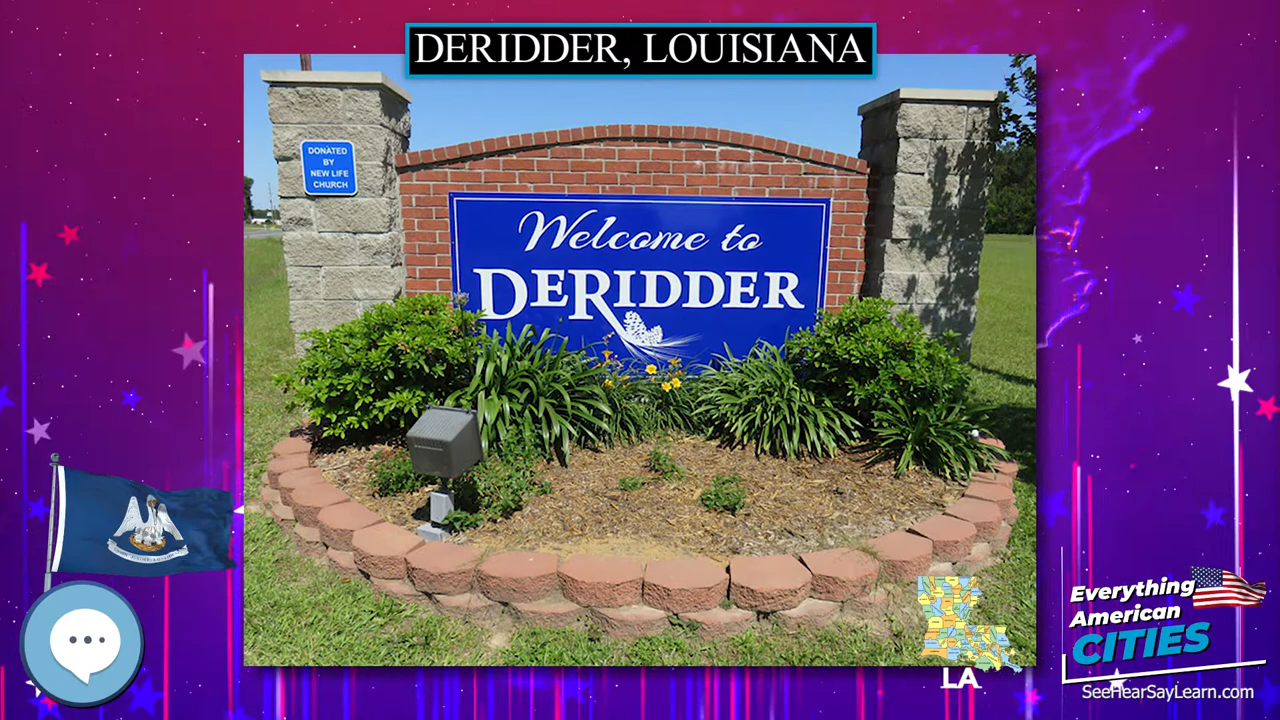 DERIDDER, LOUISIANA
DONATED
BY
NEW LIFE
CHURCH
Welcome to
DERIDDER
LA
Everything
American
CITIES
SeeHearSayLearn.com